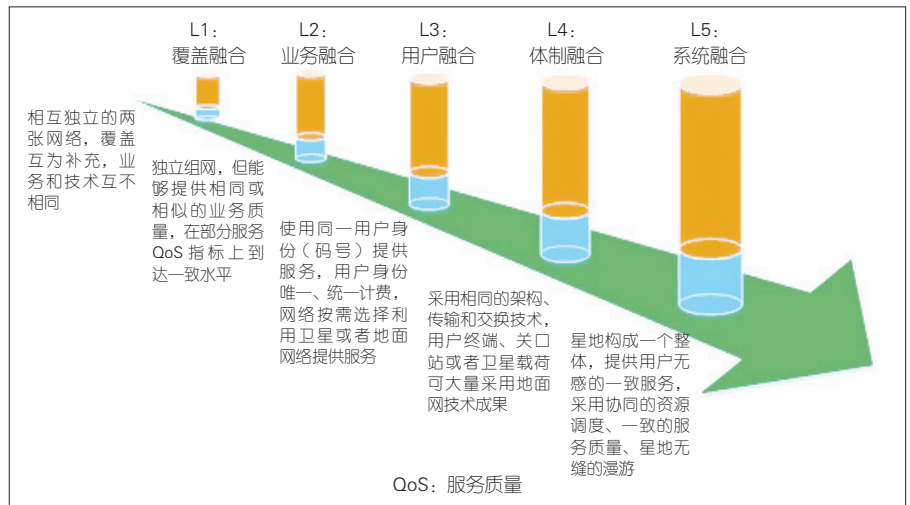 L1：
覆盖融合
L2：
业务融合
L3：
用户融合
L4：
体制融合
L5：
系统融合
相互独立的两
张网络，覆盖
互为补充，业
务和技术互不
相同
独立组网，但能
够提供相同或
相似的业务质
量，在部分服务
QoS 指标上到
达一致水平
使用同一用户身
份（码号）提供
服务，用户身份
唯一、统一计费，
网络按需选择利
用卫星或者地面
网络提供服务
采用相同的架构、
传输和交换技术，
用户终端、关口
站或者卫星载荷
可大量采用地面
网技术成果
星地构成一个整
体，提供用户无
感的一致服务，
采用协同的资源
调度、一致的服
务质量、星地无
缝的漫游
QoS：服务质量